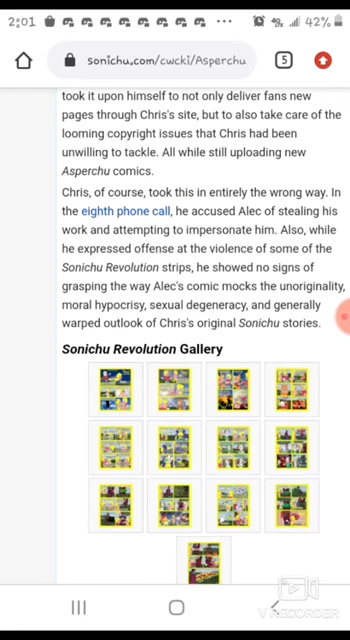 2:01 42%
sonichu.com/cwcki/Asperchu 5
took it upon himself to not only deliver fans new
pages through Chris's site, but to also take care of the
looming copyright issues that Chris had been
unwilling to tackle. All while still uploading new
Asperchu comics.
Chris, of course, took this in entirely the wrong way. In
the eighth phone call, he accused Alec of stealing his
work and attempting to impersonate him. Also, while
he expressed offense at the violence of some of the
Sonichu Revolution strips, he showed no signs of
grasping the way Alec's comic mocks the unoriginality,
moral hypocrisy, sexual degeneracy, and generally
warped outlook of Chris's original Sonichu stories.
Sonichu Revolution Gallery
V RECORDER